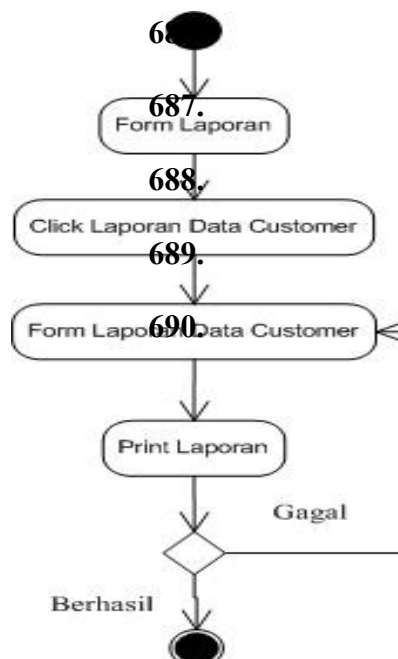 687.
Form Laporan
688.
Click Laporan Data Customer
689.
Form Laporan Data Customer
690.
Print Laporan
Gagal
Berhasil